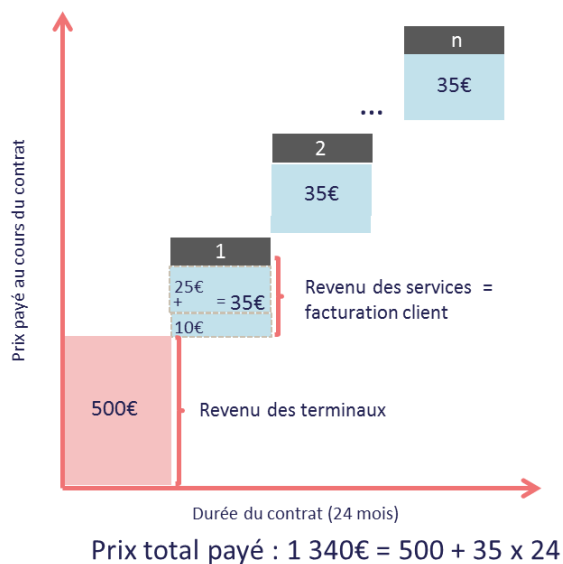 n
35€
...
2
35€
1
25€
+ = 35€
10€
Revenu des services =
facturation client
500€
Revenu des terminaux
Prix payé au cours du contrat
Durée du contrat (24 mois)
Prix total payé : 1 340€ = 500 + 35 x 24